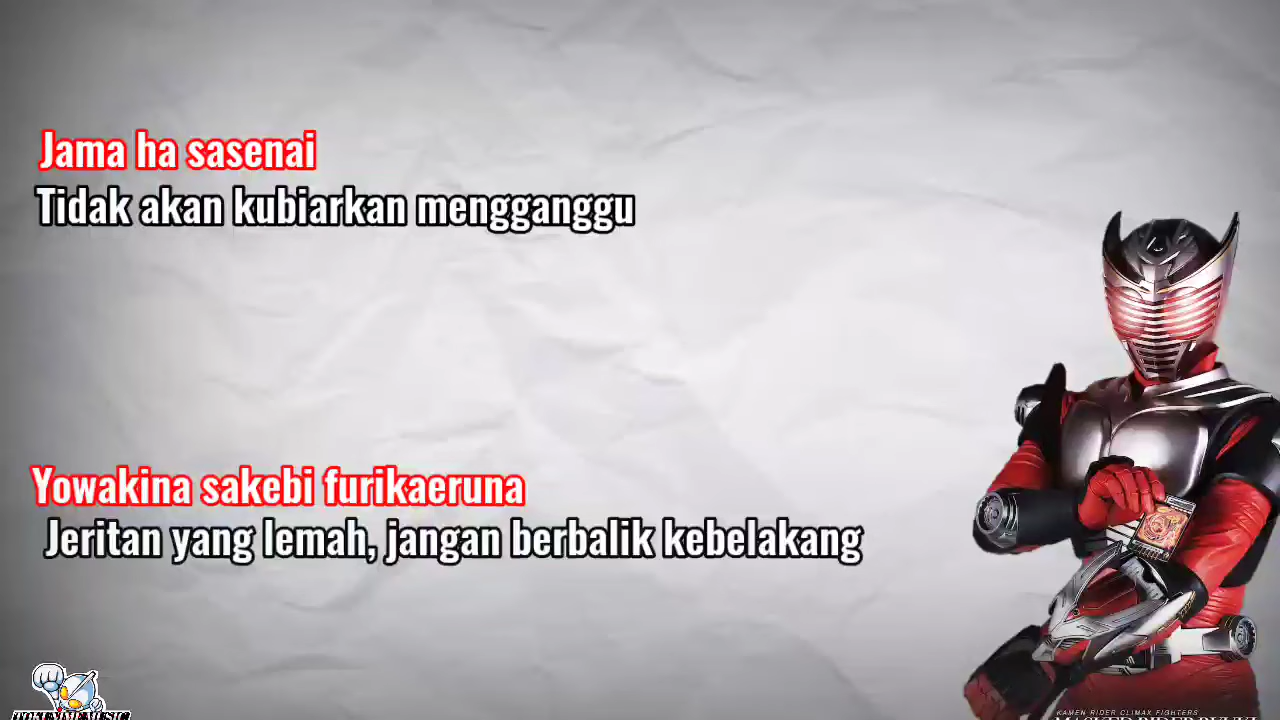 Jama ha sasenai
Tidak akan kubiarkan mengganggu
Yowakina sakebi furikaeruna
Jeritan yang lemah, jangan berbalik kebelakang
KAMEN RIDER CLIMAX FIGHTERS